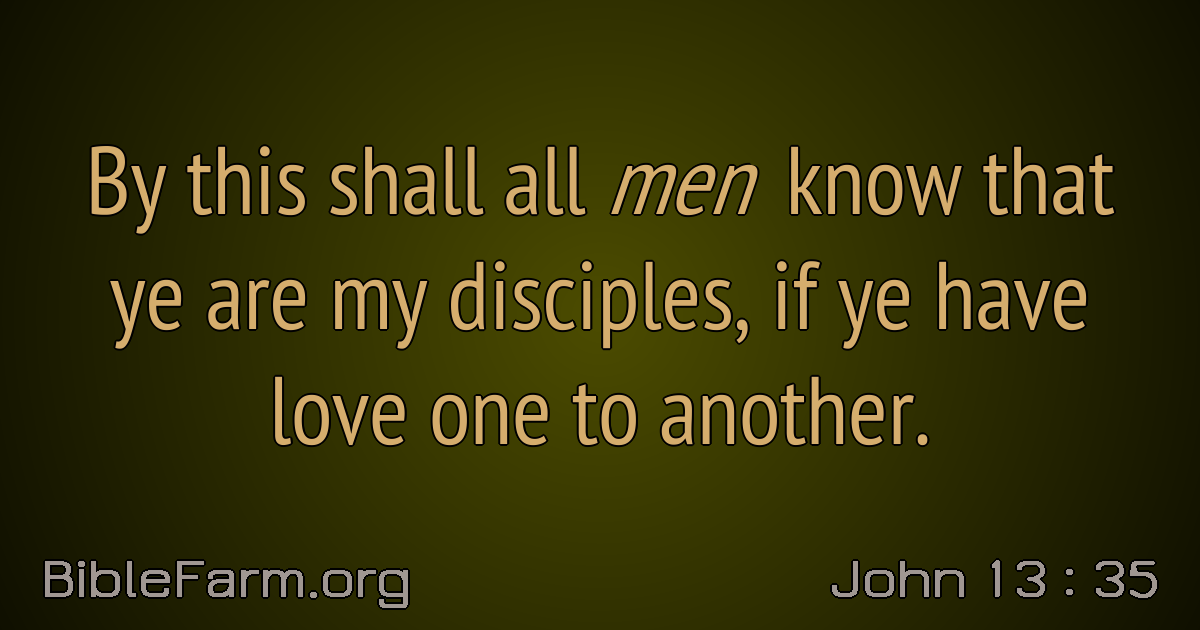 By this shall all men know that
ye are my disciples, if ye have
love one to another.
BibleFarm.org
John 13 : 35